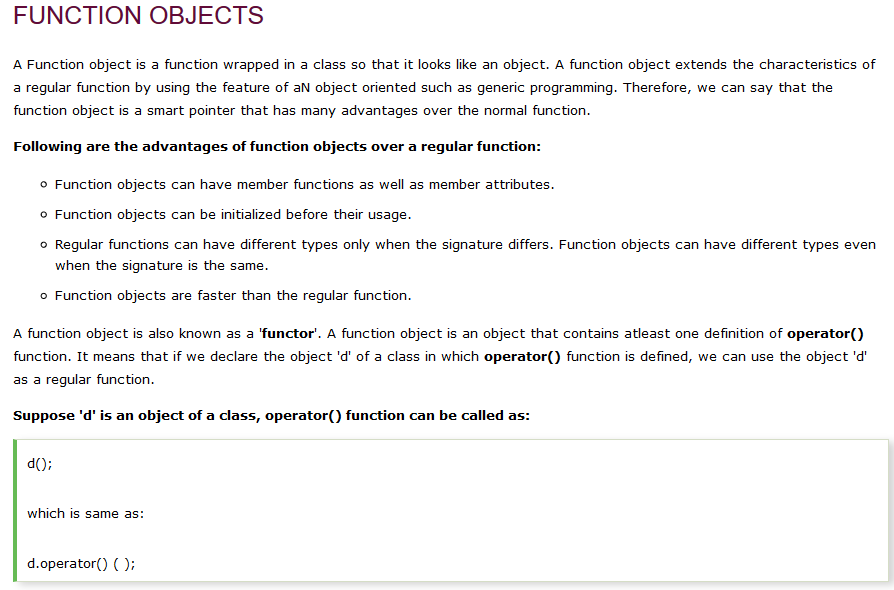 FUNCTION OBJECTS
A Function object is a function wrapped in a class so that it looks like an object. A function object extends the characteristics of
a regular function by using the feature of aN object oriented such as generic programming. Therefore, we can say that the
function object is a smart pointer that has many advantages over the normal function.
Following are the advantages of function objects over a regular function:
Function objects can have member functions as well as member attributes.
Function objects can be initialized before their usage.
Regular functions can have different types only when the signature differs. Function objects can have different types even
when the signature is the same.
Function objects are faster than the regular function.
A function object is also known as a 'functor'. A function object is an object that contains atleast one definition of operator()
function. It means that if we declare the object 'd' of a class in which operator() function is defined, we can use the object 'd'
as a regular function.
Suppose 'd' is an object of a class, operator() function can be called as:
d();
which is same as:
d.operator() ( );